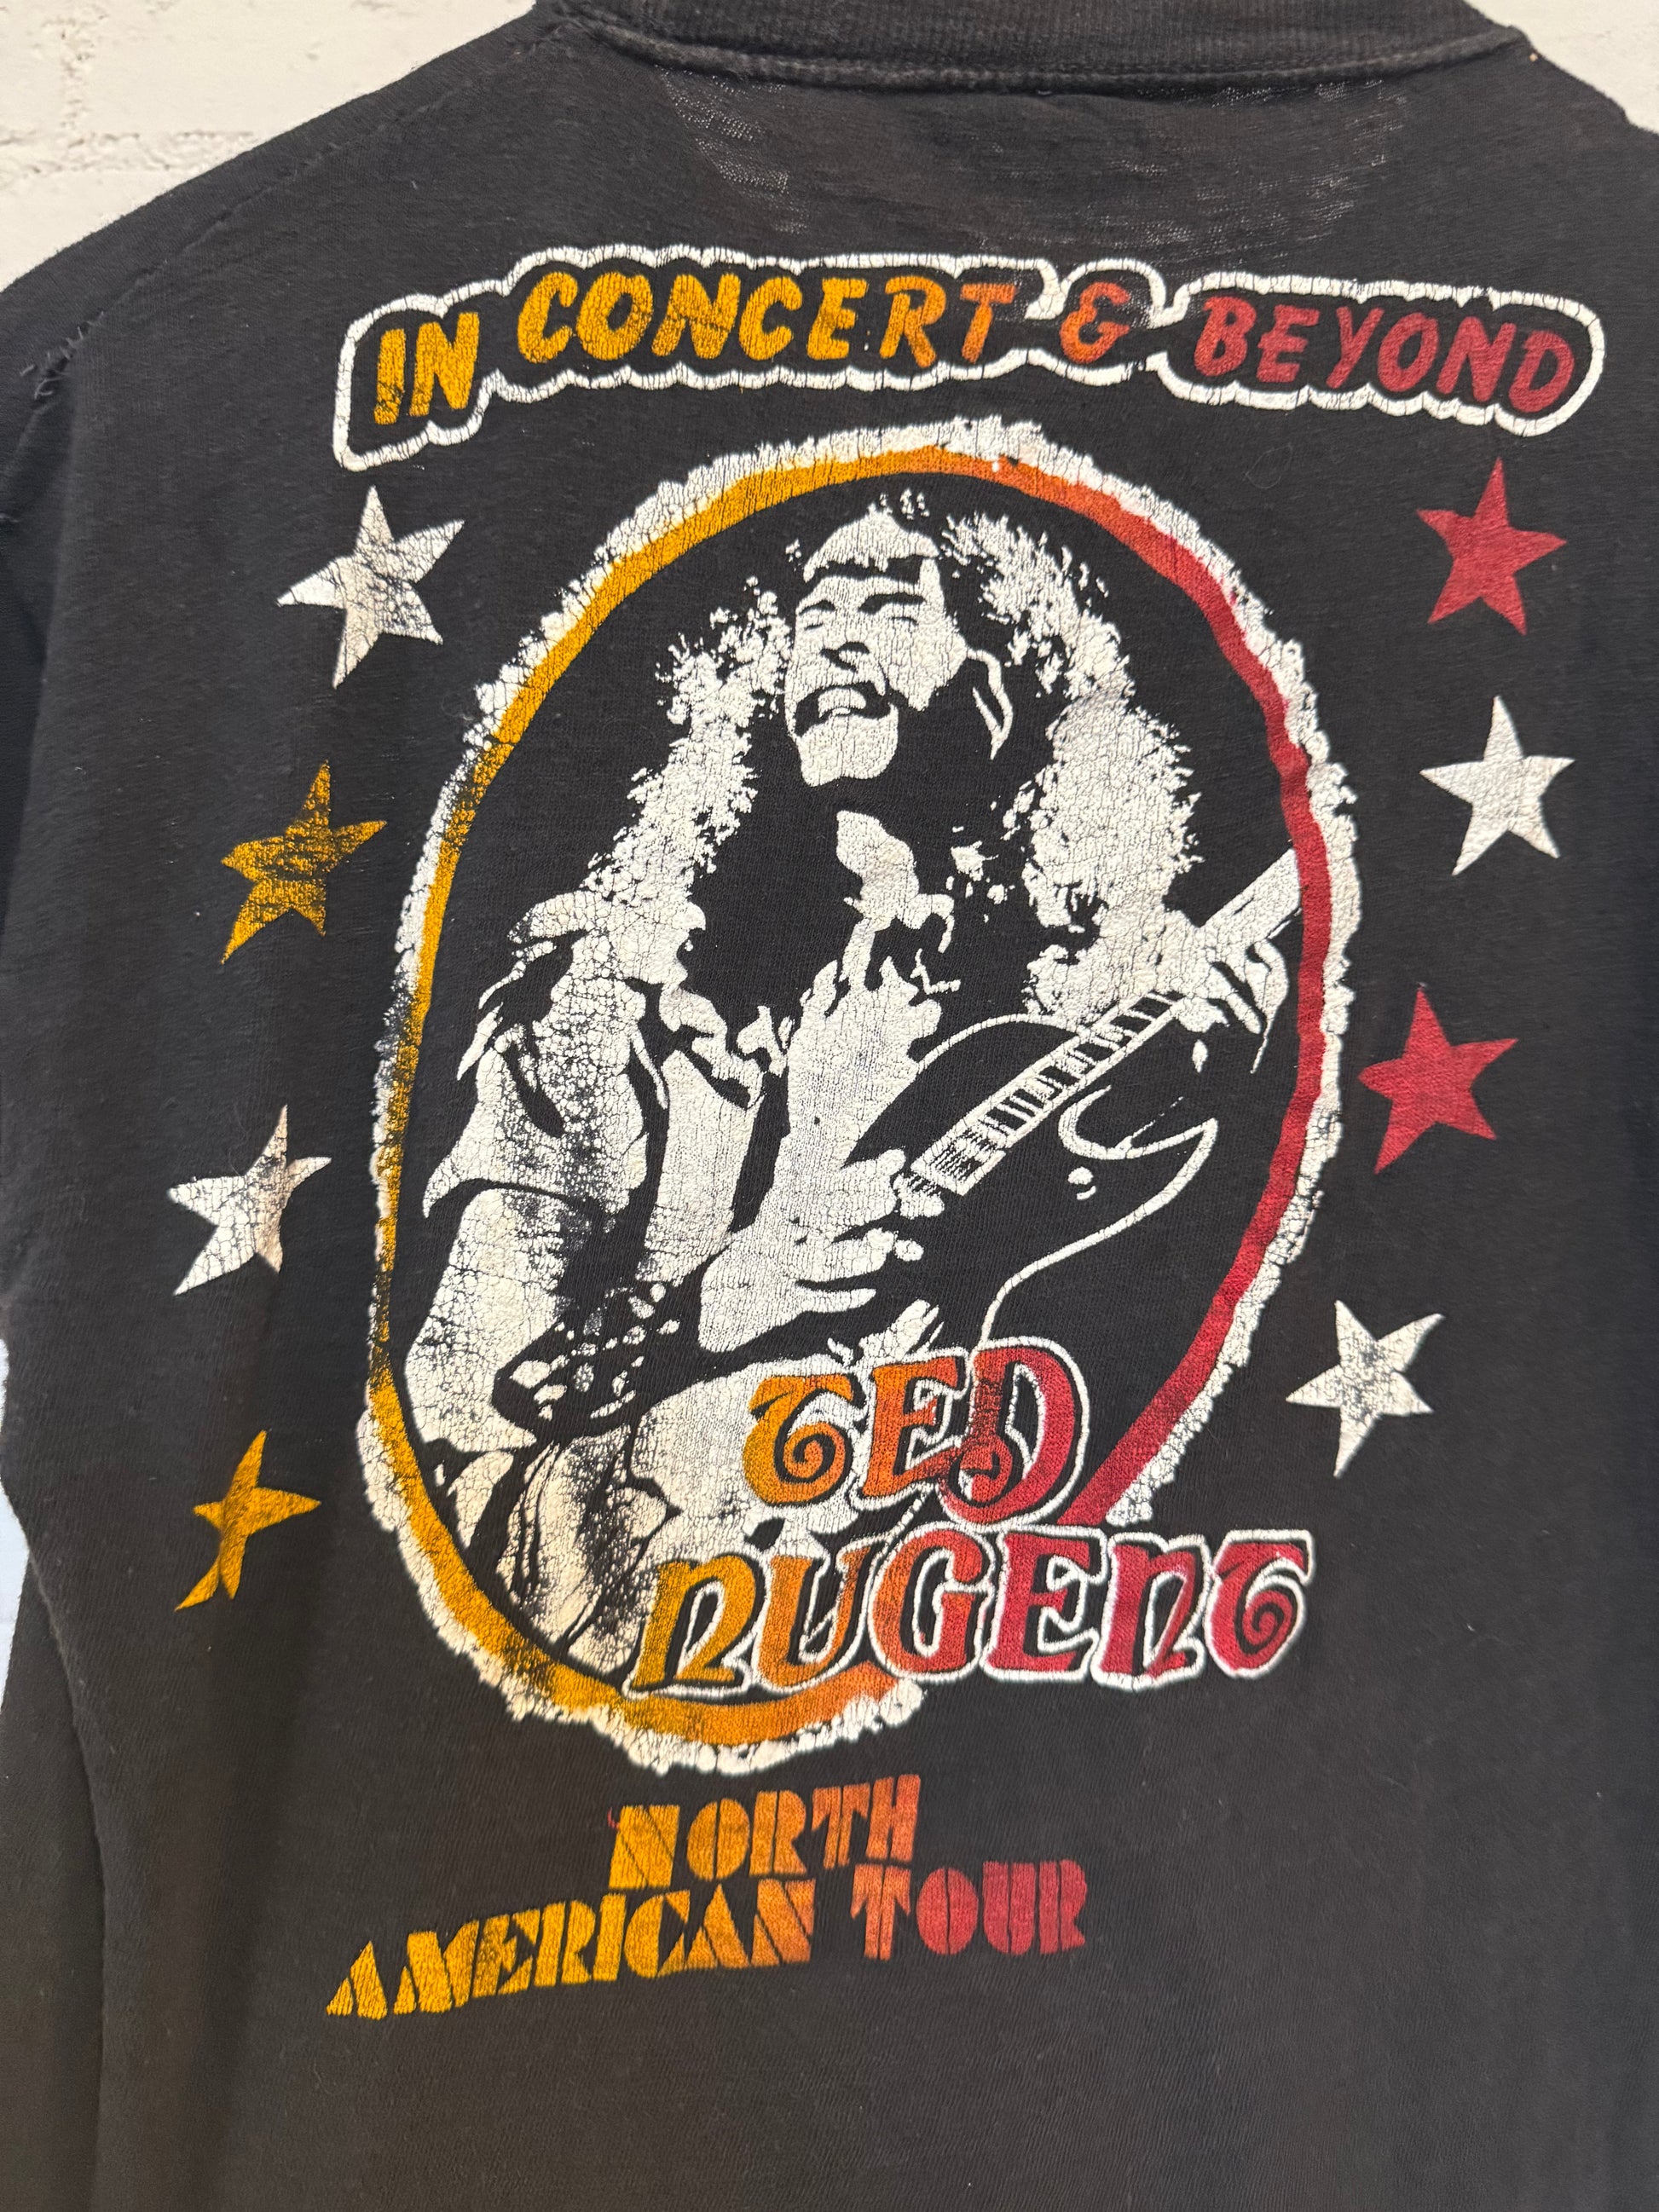 IN CONCERT & BEYOND
TED
NUGENT
NORTH
AMERICAN TOUR